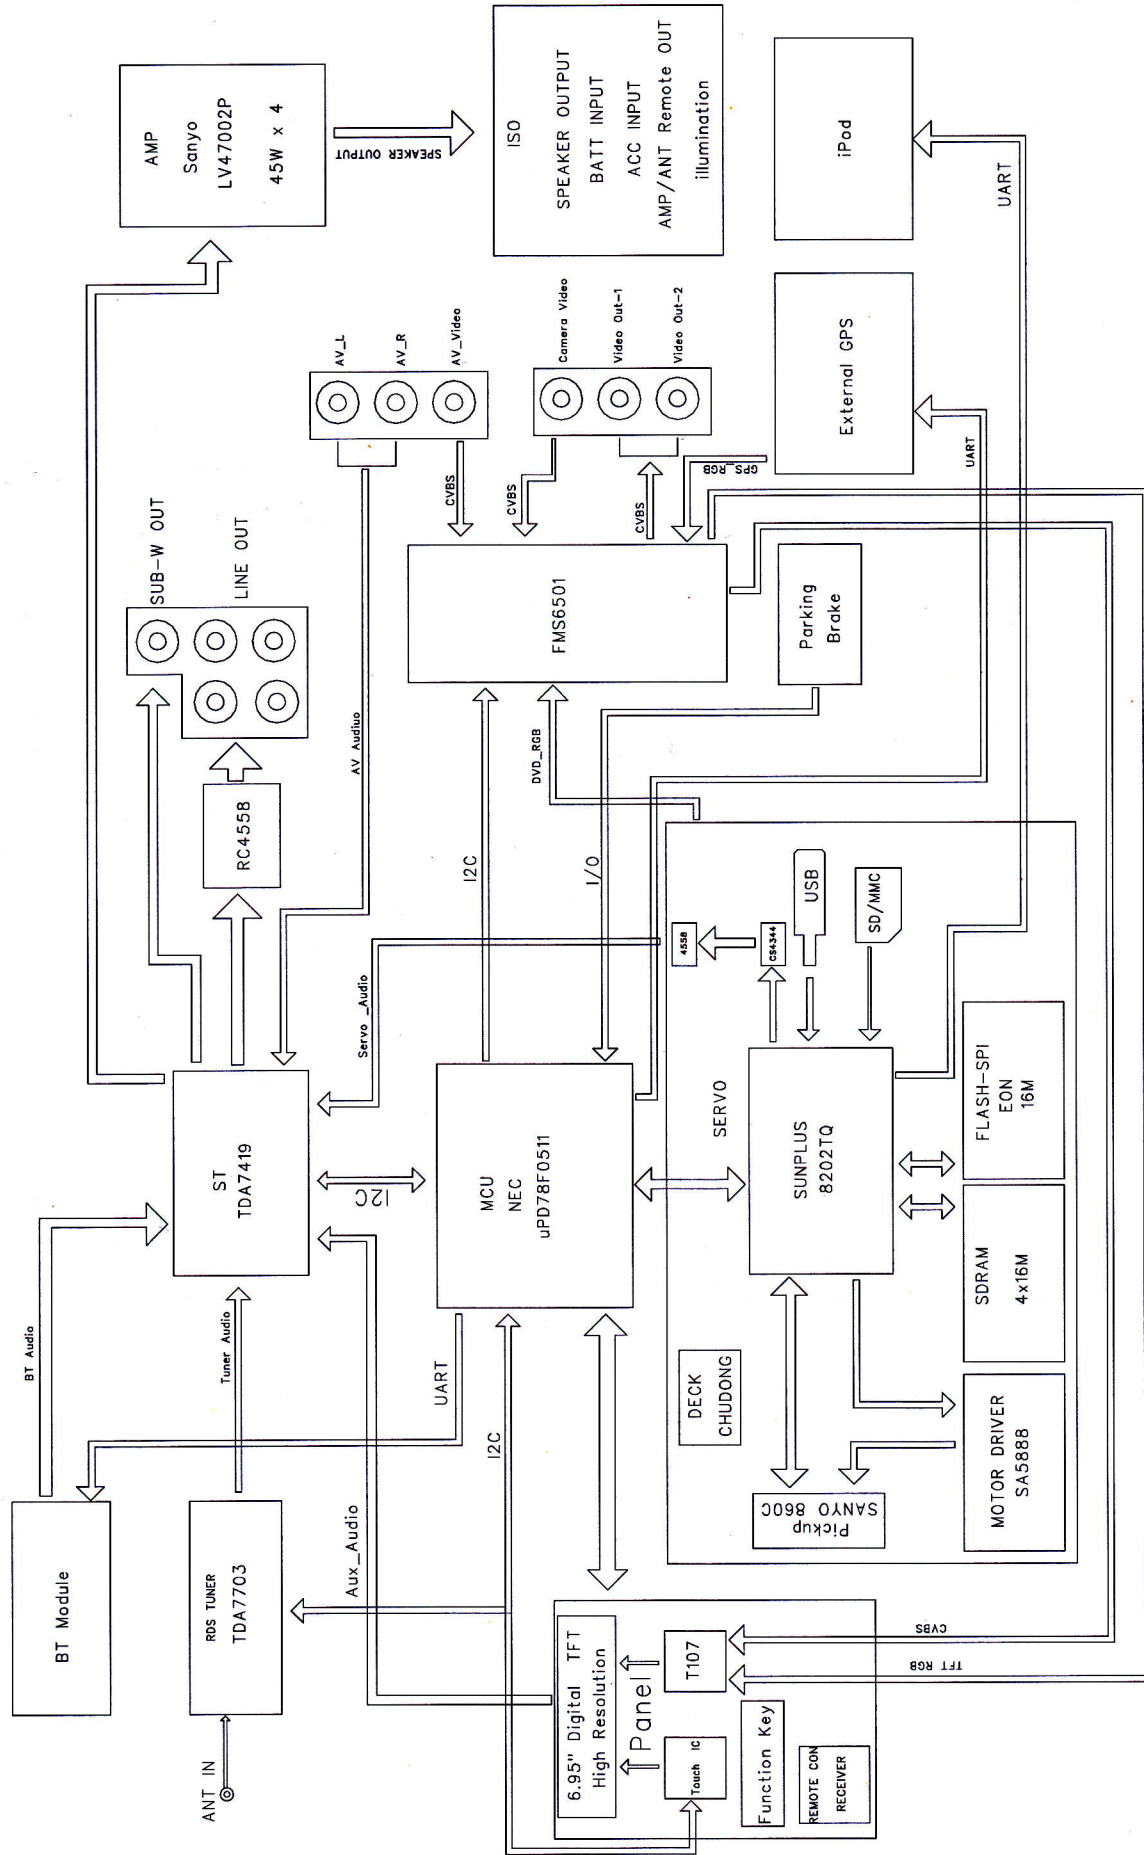 BT Module
BT Audio
ANT IN
RDS TUNER
TDA7703
Tuner Audio
Aux_Audio
UART
I2C
ST
TDA7419
I2C
SUB-W OUT
LINE OUT
RC4558
AMP
Sanyo
LV47002P
45W x 4
SPEAKER OUTPUT
ISO
SPEAKER OUTPUT
BATT INPUT
ACC INPUT
AMP/ANT Remote OUT
illumination
AV_L
AV_R
AV_Video
AV Audiuo
CVBS
Camera Video
Video Out-1
Video Out-2
CVBS
CVBS
GPS_RGB
FMS6501
I2C
DVD_RGB
I/O
Servo _Audio
MCU
NEC
uPD78F0511
Parking
Brake
External GPS
UART
iPod
UART
6.95" Digital TFT
High Resolution
Panel
Touch IC
T107
Function Key
REMOTE CON
RECEIVER
CVBS
TFT RGB
SERVO
DECK
CHUDONG
4558
CS4344
USB
SD/MMC
SUNPLUS
8202TQ
Pickup
SANYO 860C
MOTOR DRIVER
SA5888
SDRAM
4x16M
FLASH-SPI
EON
16M